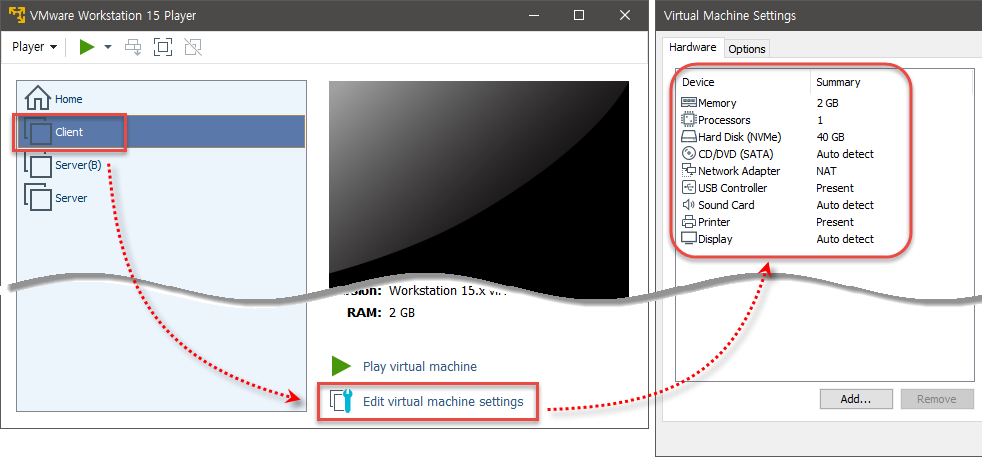 VMware Workstation 15 Player
Player
Home
Client
Server(B)
Server
Workstation 15.x
RAM: 2 GB
Play virtual machine
Edit virtual machine settings
Virtual Machine Settings
Hardware Options
Device Summary
Memory 2 GB
Processors 1
Hard Disk (NVMe) 40 GB
CD/DVD (SATA) Auto detect
Network Adapter NAT
USB Controller Present
Sound Card Auto detect
Printer Present
Display Auto detect
Add... Remove